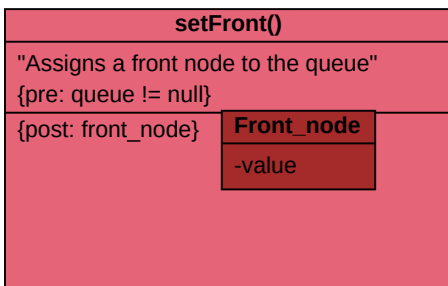 setFront()
"Assigns a front node to the queue"
{pre: queue != null}
{post: front_node}
Front_node
-value